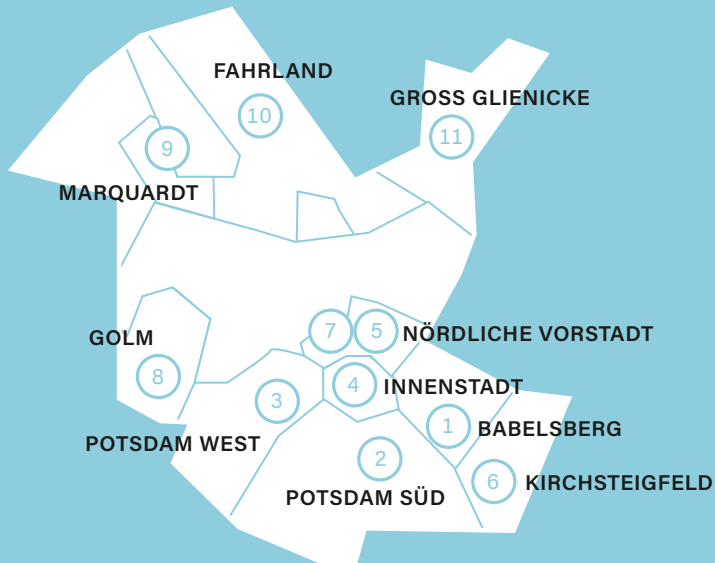 FAHRLAND
10
GROSS GLIENICKE
11
9
MARQUARDT
7
5
NÖRDLICHE VORSTADT
GOLM
8
4
INNENSTADT
3
1
BABELSBERG
POTSDAM WEST
2
6
KIRCHSTEIGFELD
POTSDAM SÜD